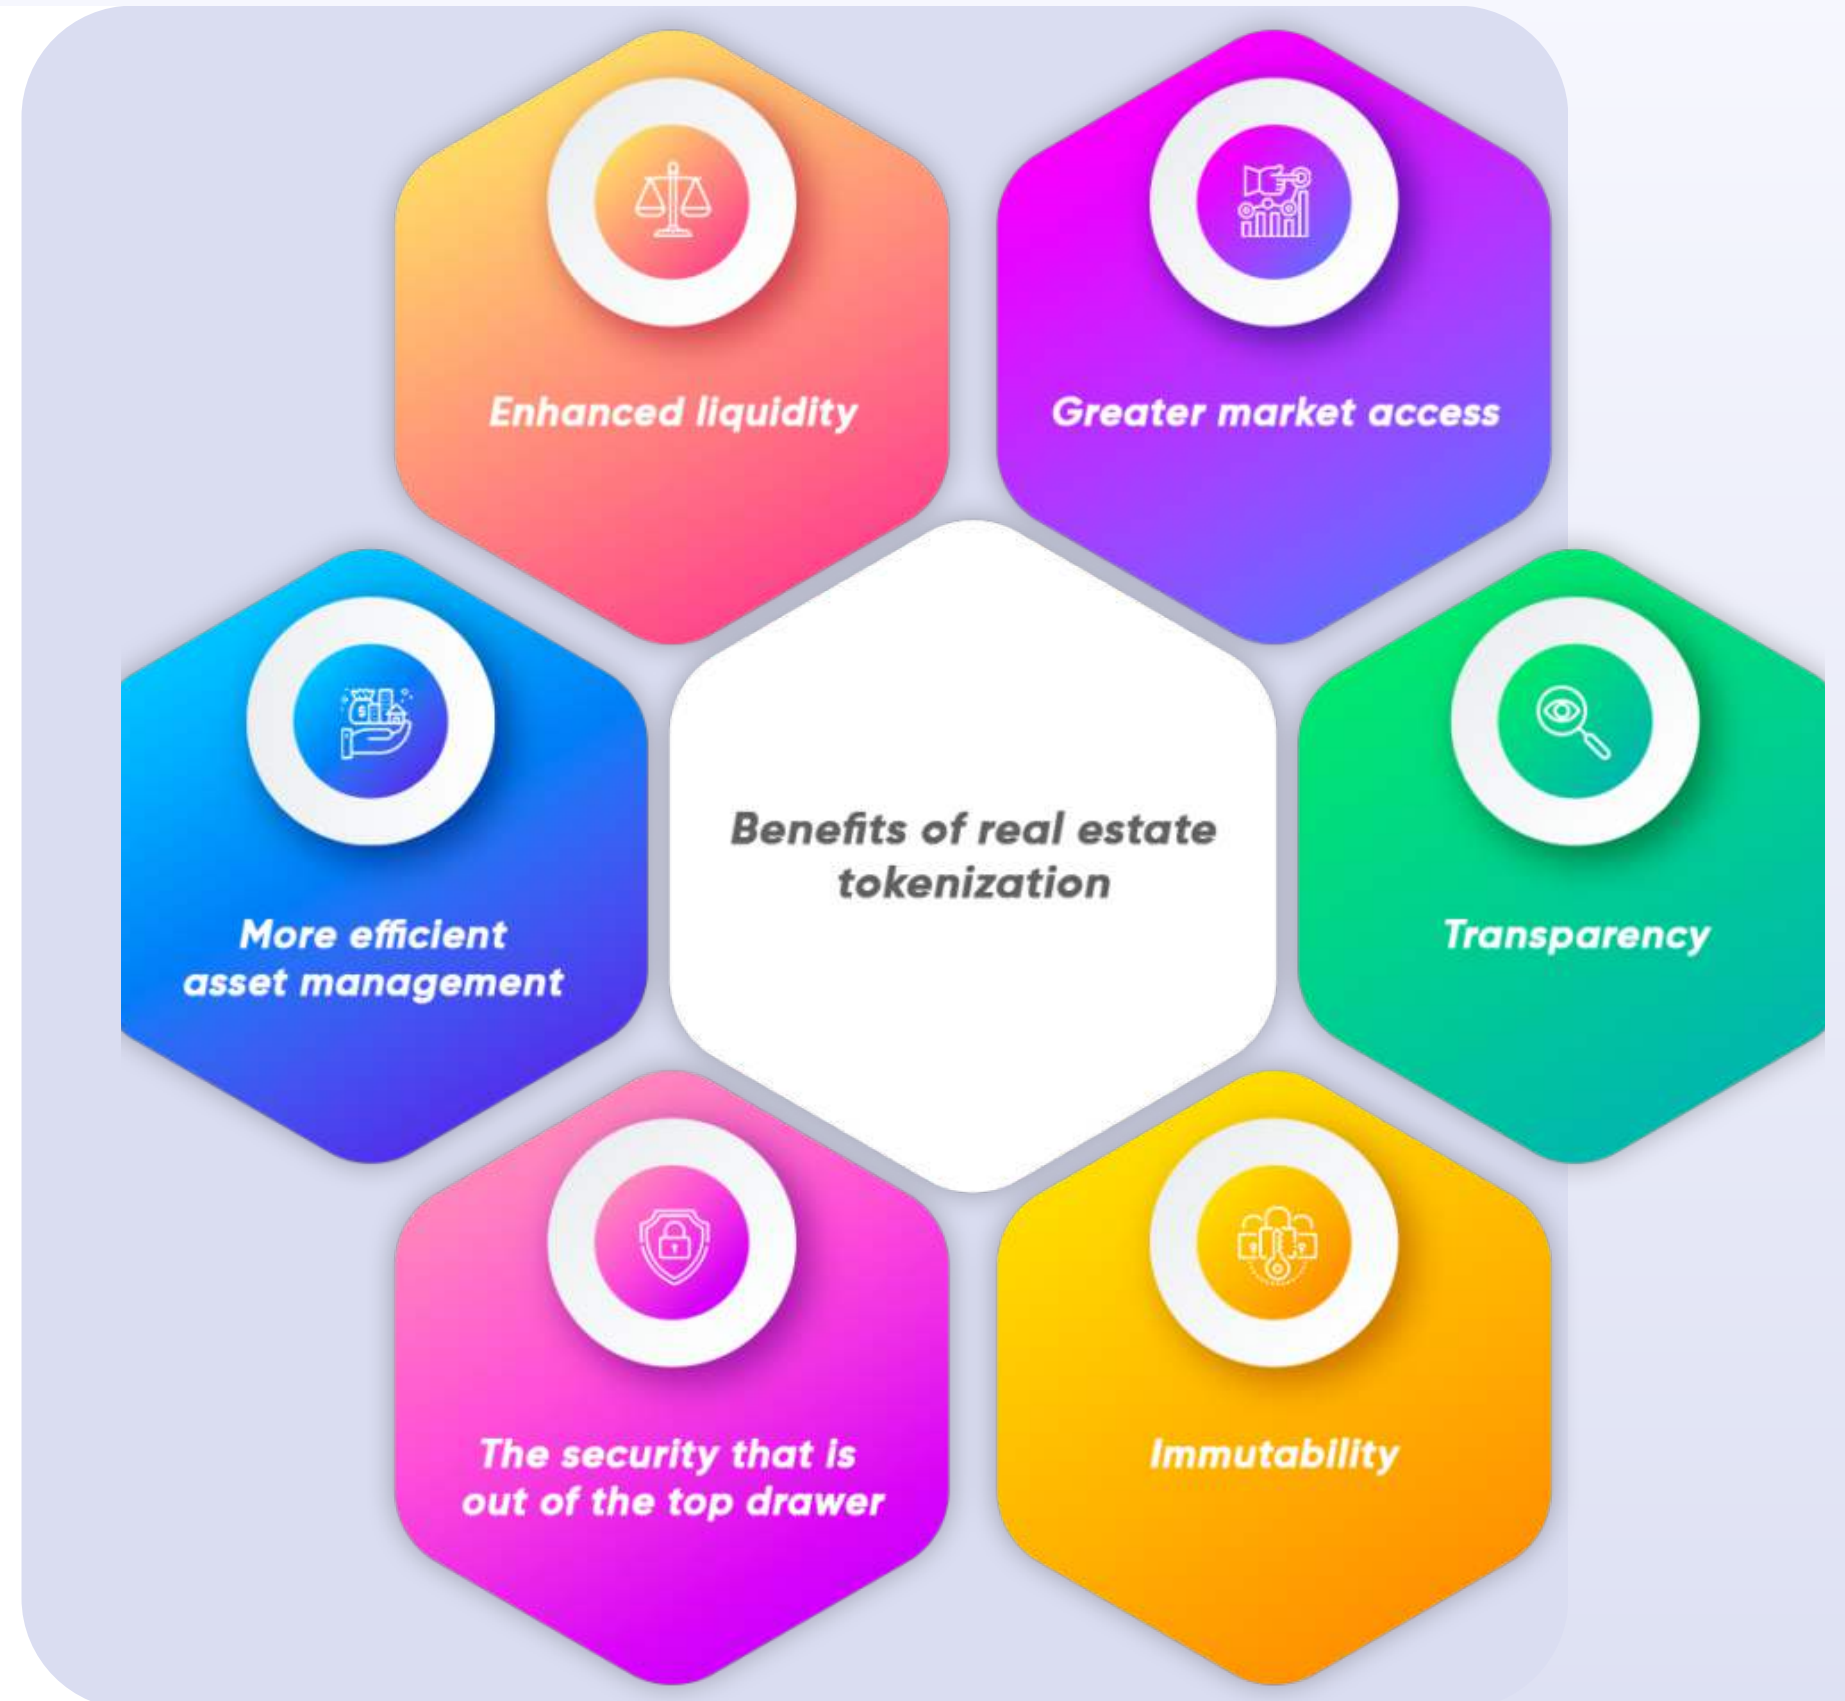 Enhanced liquidity
Greater market access
More efficient
asset management
Benefits of real estate
tokenization
Transparency
The security that is
out of the top drawer
Immutability